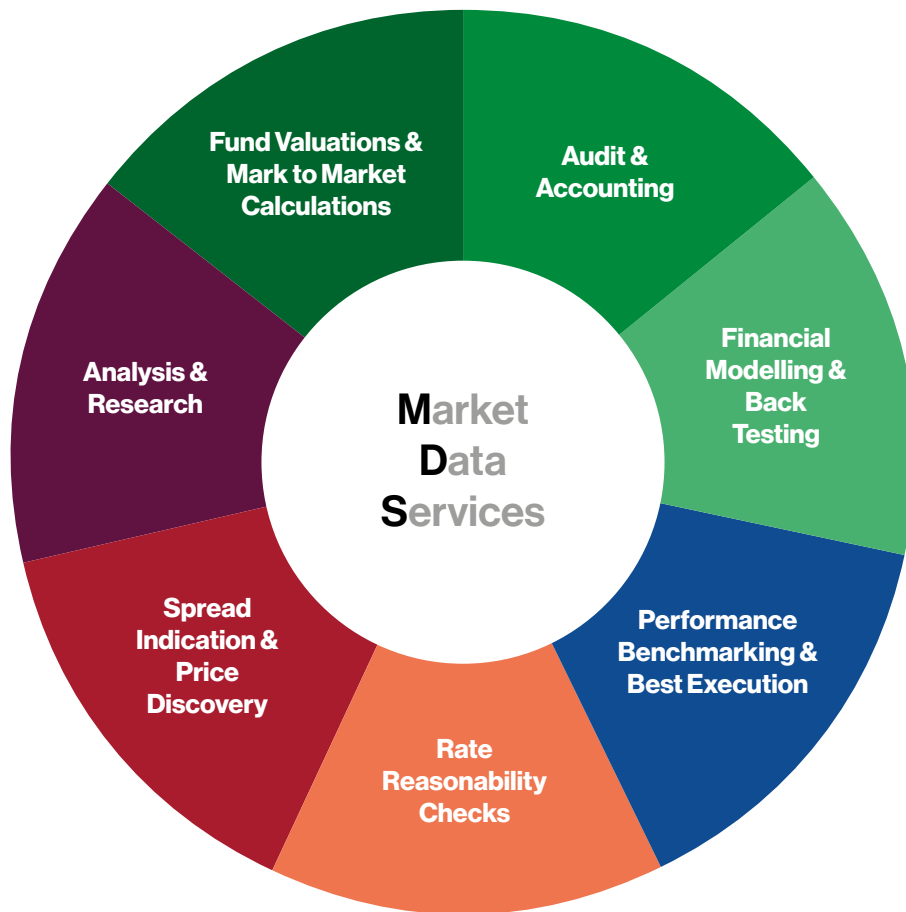 Fund Valuations &
Mark to Market
Calculations
Audit &
Accounting
Financial
Modelling &
Back
Testing
Analysis &
Research
Market
Data
Services
Spread
Indication &
Price
Discovery
Performance
Benchmarking &
Best Execution
Rate
Reasonability
Checks